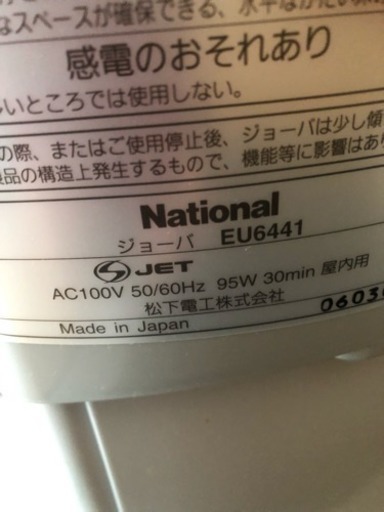 なスペースが確保できる、水平なかたい
感電のおそれあり
いところでは使用しない。
の際、またはご使用停止後、ジョーバは少し傾
製品の構造上発生するもので、機能等に影響はあり
National
ジョーバ EU6441
S JET
AC100V 50/60Hz 95W 30min 屋内用
松下電工株式会社
Made in Japan 0603